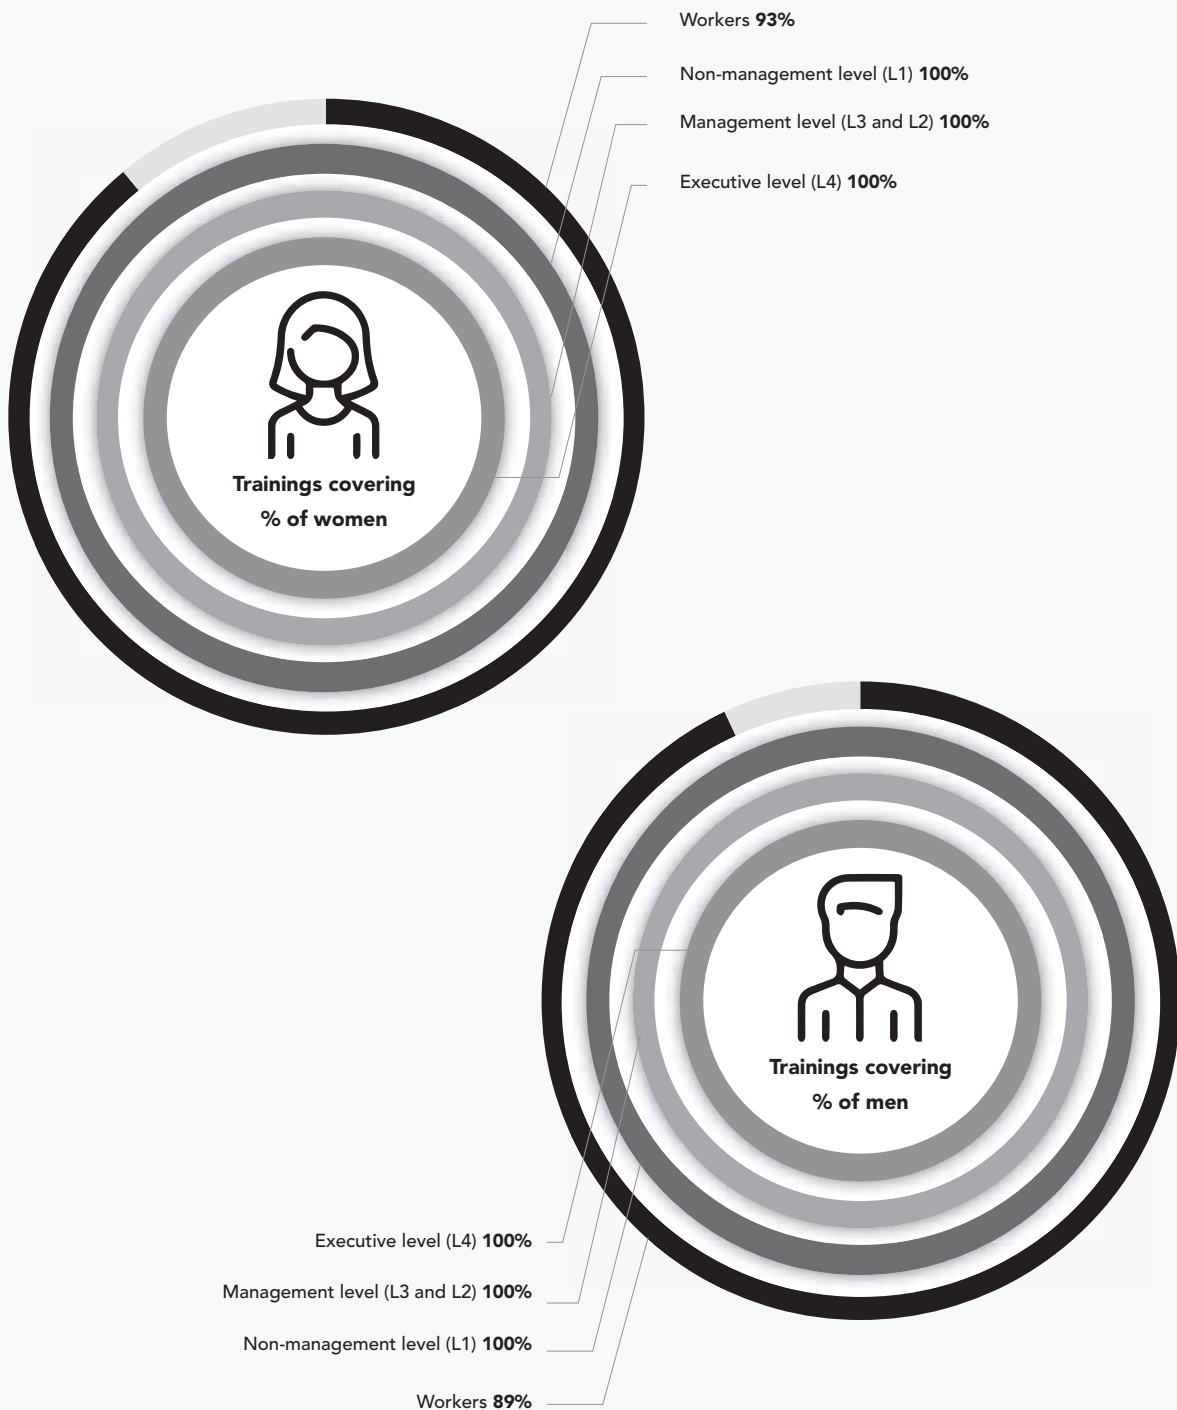 Workers 93%
Non-management level (L1) 100%
Management level (L3 and L2) 100%
Executive level (L4) 100%
Trainings covering
% of women
Trainings covering
% of men
Executive level (L4) 100%
Management level (L3 and L2) 100%
Non-management level (L1) 100%
Workers 89%